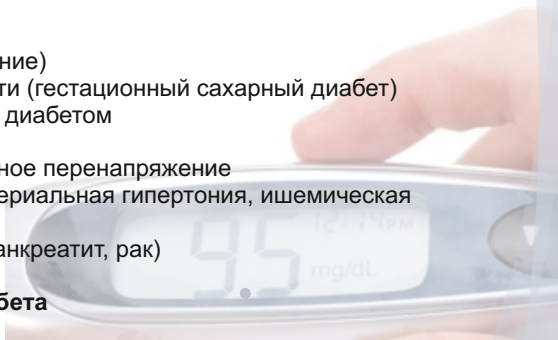 ние)
ти (гестационный сахарный диабет)
диабетом
ное перенапряжение
ериальная гипертония, ишемическая
12:14PM
95
mg/dL
анкреатит, рак)
бета